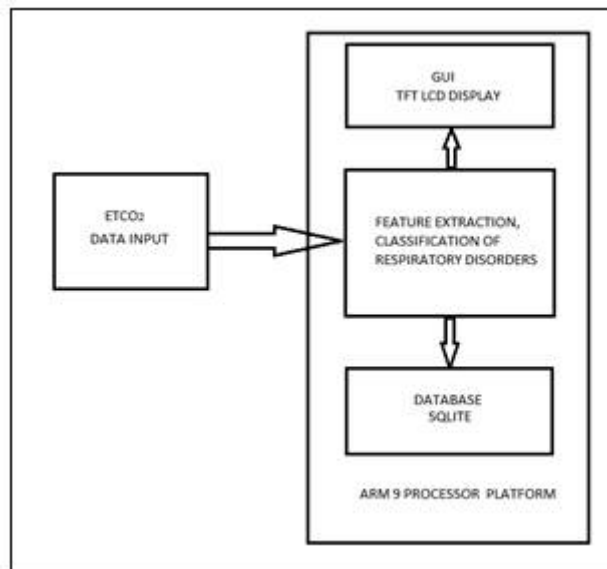 GUI
TFT LCD DISPLAY
ETCO₂
DATA INPUT
FEATURE EXTRACTION,
CLASSIFICATION OF
RESPIRATORY DISORDERS
DATABASE
SQLITE
ARM 9 PROCESSOR PLATFORM